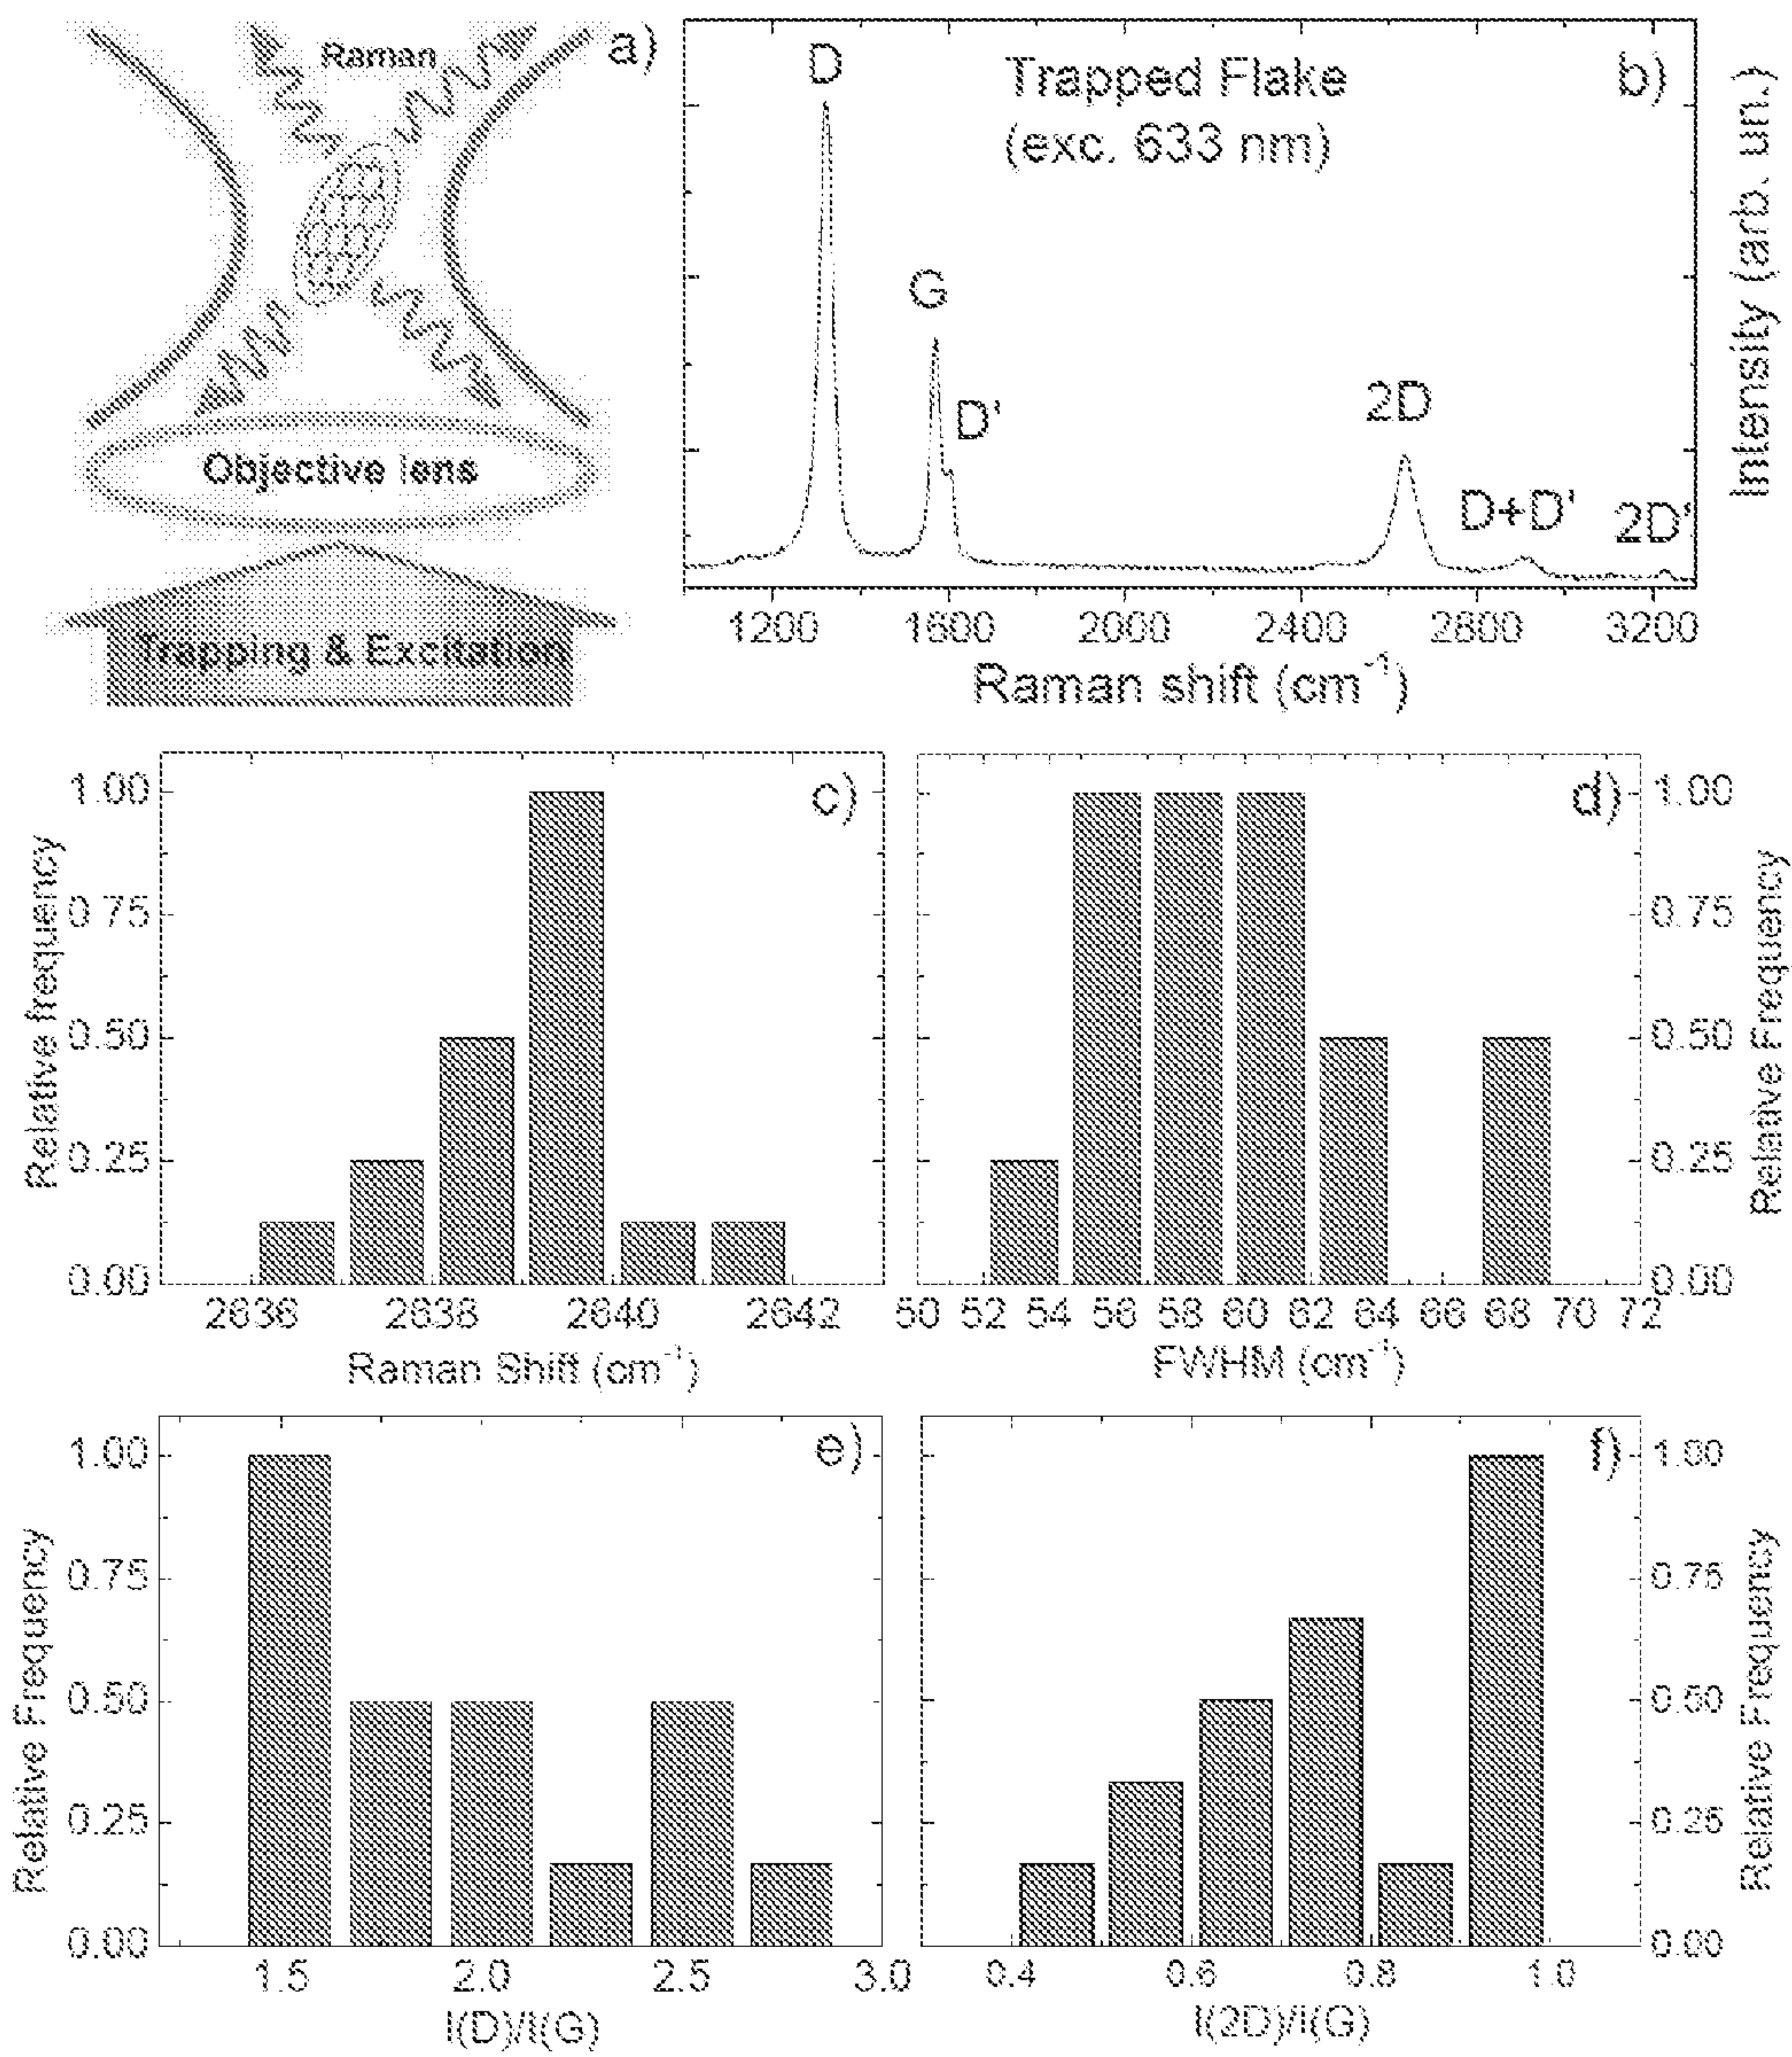 Raman
a)
Objective lens
Trapping & Excitation
D
Trapped Flake
(exc. 633 nm)
b)
G
D'
2D
D+D'
2D'
1200 1600 2000 2400 2800 3200
Raman shift (cm-1)
Intensity (arb. un.)
c)
1.00
0.75
0.50
0.25
0.00
Relative frequency
2636 2638 2640 2642
Raman Shift (cm-1)
d)
1.00
0.75
0.50
0.25
0.00
Relative Frequency
50 52 54 56 58 60 62 64 66 68 70 72
FWHM (cm-1)
e)
1.00
0.75
0.50
0.25
0.00
Relative Frequency
1.5 2.0 2.5 3.0
I(D)/I(G)
f)
1.00
0.75
0.50
0.25
0.00
Relative Frequency
0.4 0.6 0.8 1.0
I(2D)/I(G)